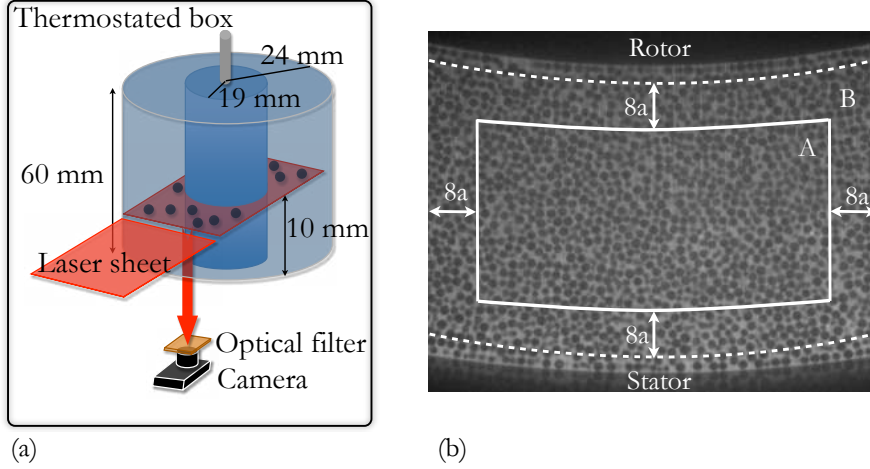 Thermostated box
24 mm
19 mm
60 mm
10 mm
Laser sheet
Optical filter
Camera
(a)
Rotor
8a
B
A
8a
8a
8a
Stator
(b)